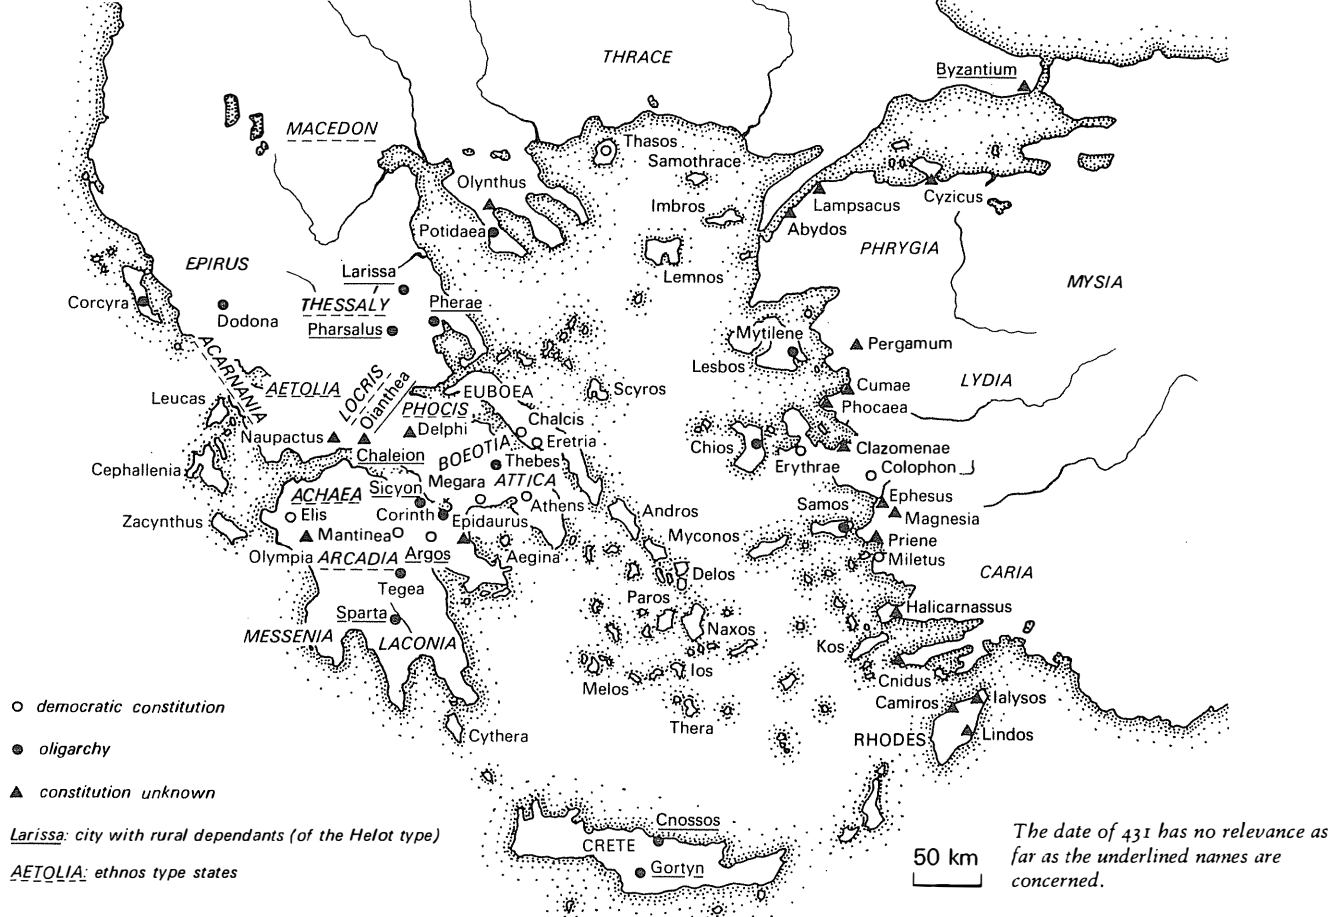 THRACE
Byzantium
MACEDON
Thasos
Samothrace
Olynthus
Imbros
Lampsacus
Cyzicus
Potidaea
Abydos
PHRYGIA
EPIRUS
Larissa
Lemnos
MYSIA
Corcyra
THESSALY
Pherae
Dodona
Pharsalus
Mytilene
Pergamum
ACARNANIA
Lesbos
LYDIA
AETOLIA
LOCRIS
Oianthea
EUBOEA
Scyros
Cumae
Leucas
PHOCIS
Phocaea
Chalcis
Naupactus
Delphi
Eretria
Chios
Clazomenae
Chaleion
BOEOTIA
Thebes
Erythrae
Colophon
Cephallenia
Megara
ATTICA
ACHAEA
Sicyon
Ephesus
Elis
Corinth
Athens
Andros
Samos
Magnesia
Zacynthus
Epidaurus
Mantinea
Myconos
Priene
Olympia
ARCADIA
Argos
Aegina
Miletus
Delos
CARIA
Tegea
Paros
Sparta
Halicarnassus
MESSENIA
LACONIA
Naxos
Kos
Ios
Cnidus
Melos
Camiros
Ialysos
democratic constitution
Thera
Cythera
RHODES
Lindos
oligarchy
constitution unknown
Cnossos
Larissa: city with rural dependants (of the Helot type)
CRETE
Gortyn
AETOLIA: ethnos type states
50 km
The date of 431 has no relevance as
far as the underlined names are
concerned.